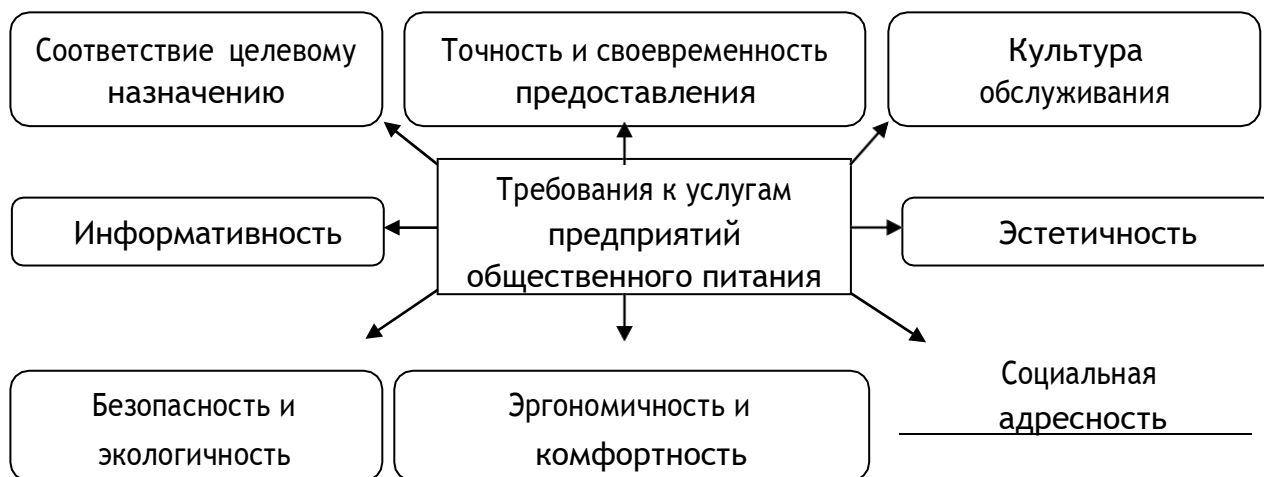 Соответствие целевому
назначению
Точность и своевременность
предоставления
Культура
обслуживания
Информативность
Требования к услугам
предприятий
общественного питания
Эстетичность
Безопасность и
экологичность
Эргономичность и
комфортность
Социальная
адресность